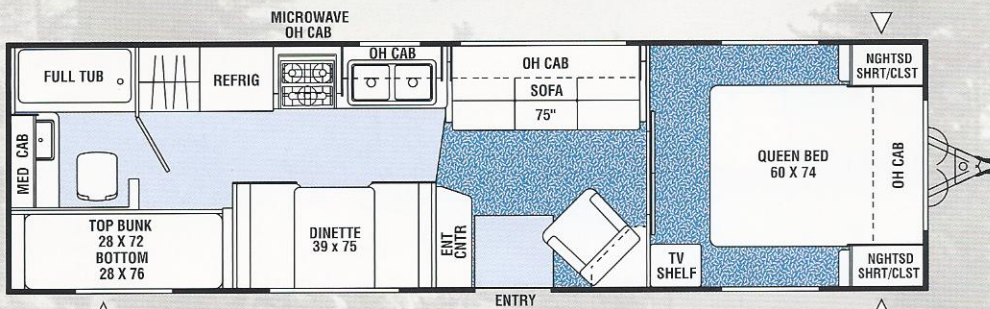 MICROWAVE
OH CAB
FULL TUB
REFRIG
OH CAB
OH CAB
SOFA
75"
NGHTSD
SHRT/CLST
MED CAB
QUEEN BED
60 X 74
OH CAB
TOP BUNK
28 X 72
BOTTOM
28 X 76
DINETTE
39 x 75
ENT
CNTR
TV
SHELF
NGHTSD
SHRT/CLST
ENTRY